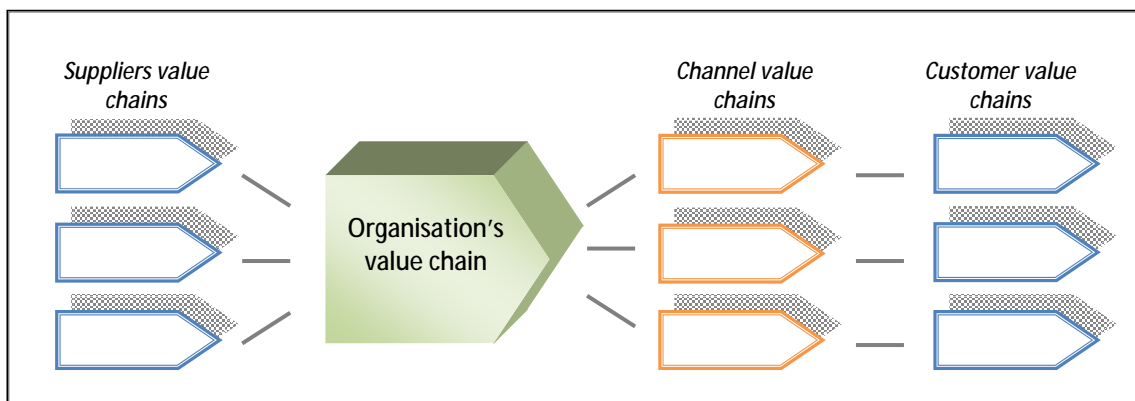 Suppliers value
chains
Channel value
chains
Customer value
chains
Organisation's
value chain